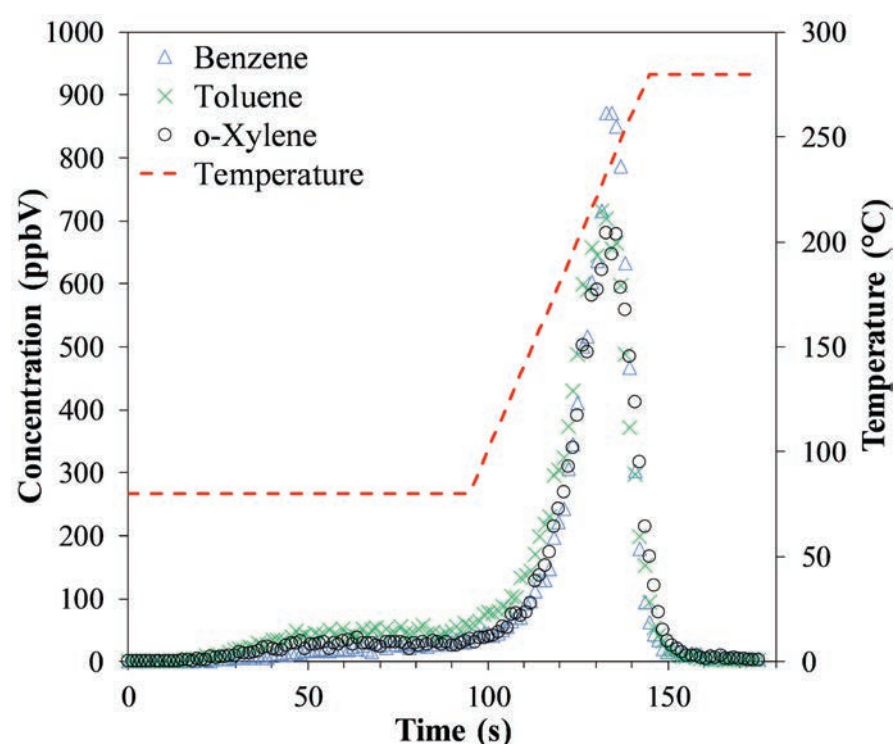 Benzene
Toluene
o-Xylene
Temperature
Concentration (ppbV)
1000
900
800
700
600
500
400
300
200
100
0
Temperature (°C)
300
250
200
150
100
50
0
0 50 100 150
Time (s)